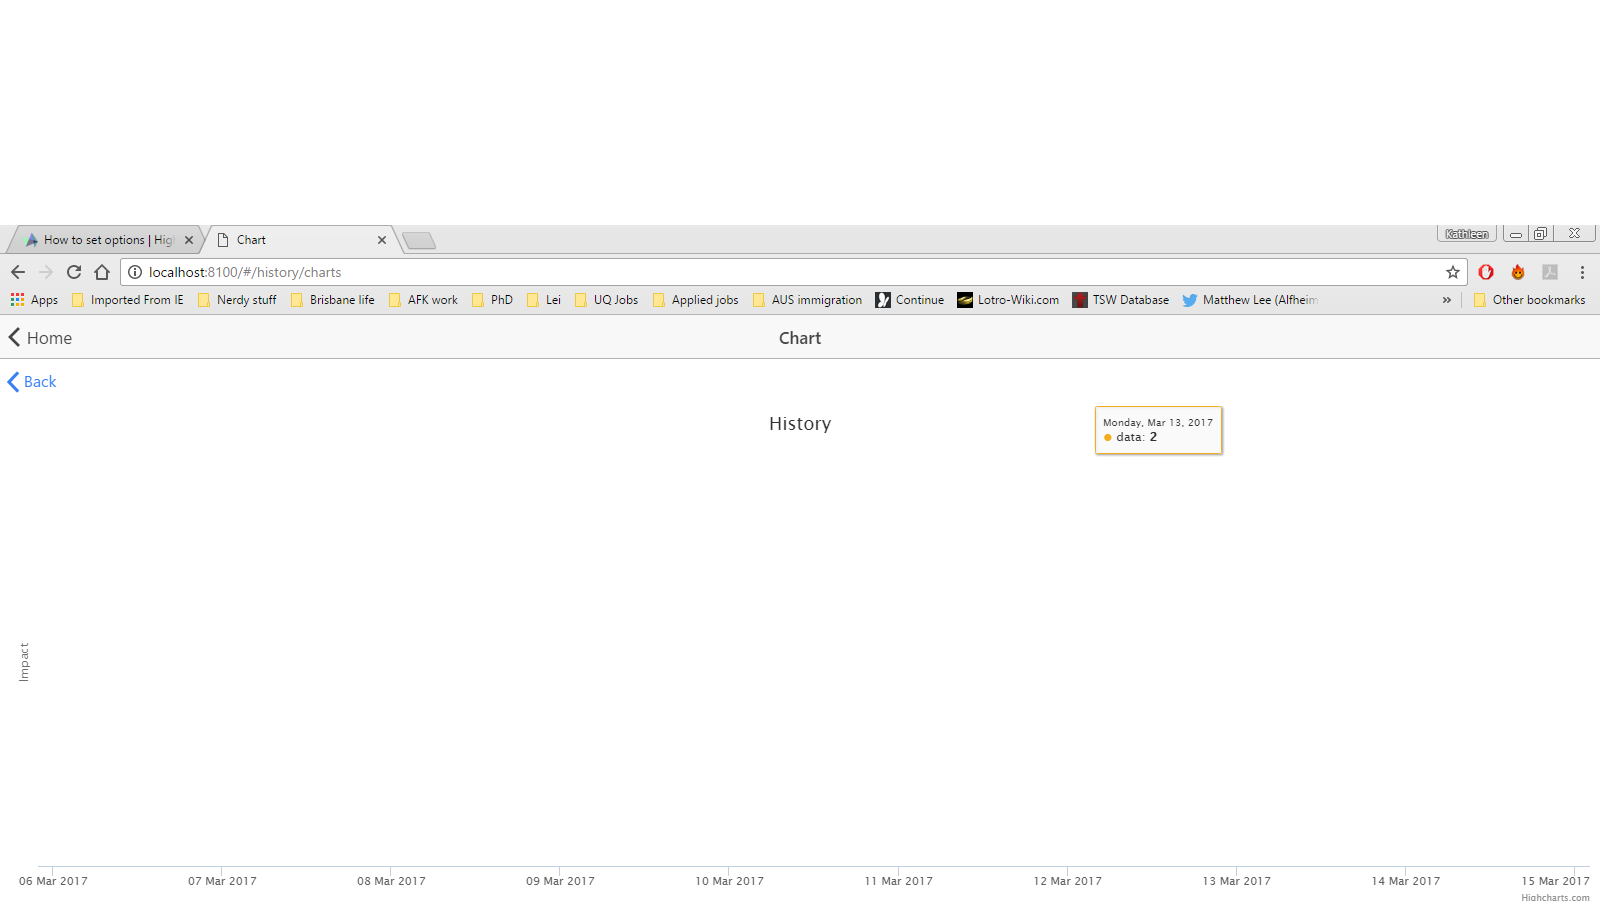 How to set options | Hig
Chart
Kathleen
localhost:8100/#/history/charts
Apps Imported From IE Nerdy stuff Brisbane life AFK work PhD Lei UQ Jobs Applied jobs AUS immigration Continue Lotro-Wiki.com TSW Database Matthew Lee (Alfheim » Other bookmarks
Home
Chart
Back
History
Monday, Mar 13, 2017
data: 2
Impact
06 Mar 2017 07 Mar 2017 08 Mar 2017 09 Mar 2017 10 Mar 2017 11 Mar 2017 12 Mar 2017 13 Mar 2017 14 Mar 2017 15 Mar 2017
Highcharts.com